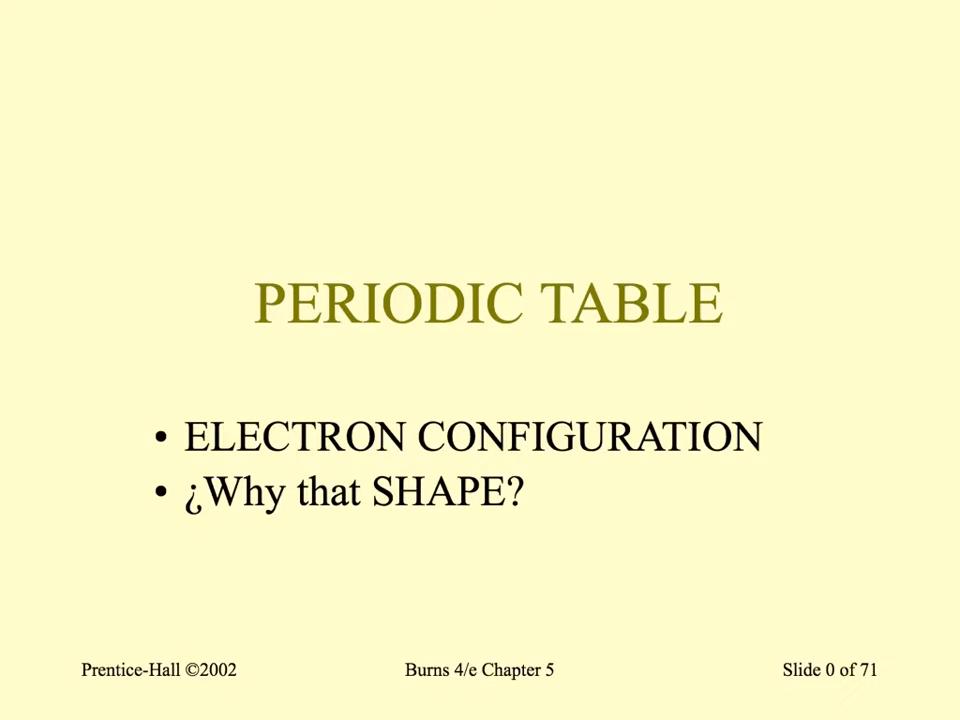 PERIODIC TABLE
• ELECTRON CONFIGURATION
• ¿Why that SHAPE?
Prentice-Hall ©2002 Burns 4/e Chapter 5 Slide 0 of 71